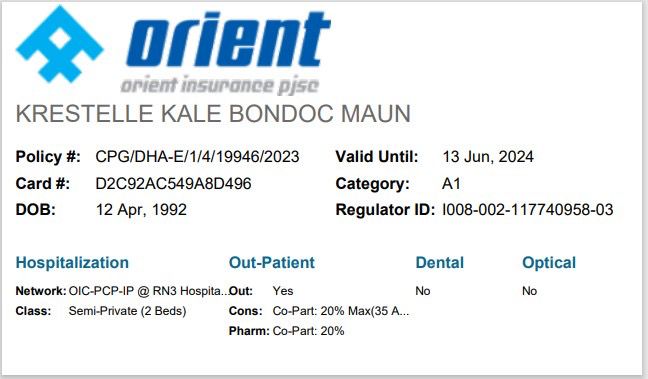 orient
orient insurance pjsc
KRESTELLE KALE BONDOC MAUN
Policy #: CPG/DHA-E/1/4/19946/2023 Valid Until: 13 Jun, 2024
Card #: D2C92AC549A8D496 Category: A1
DOB: 12 Apr, 1992 Regulator ID: I008-002-117740958-03
Hospitalization Out-Patient Dental Optical
Network: OIC-PCP-IP @ RN3 Hospita... Out: Yes No No
Class: Semi-Private (2 Beds) Cons: Co-Part: 20% Max(35 A...
Pharm: Co-Part: 20%